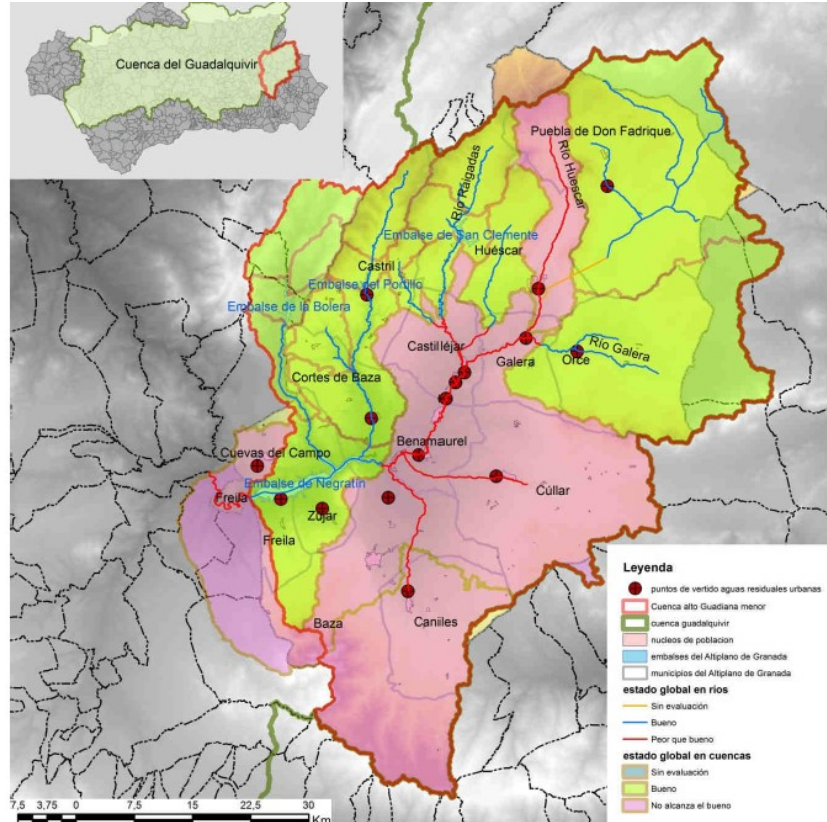 Cuenca del Guadalquivir
Puebla de Don Fadrique
Río Raigadas
Río Huescar
Embalse de San Clemente
Huéscar
Castril
Embalse del Portillo
Embalse de la Bolera
Castilléjar
Galera
Orce
Río Galera
Cortes de Baza
Benamaurel
Cuevas del Campo
Embalse de Negratín
Freila
Cúllar
Zújar
Freila
Baza
Caniles
Leyenda
puntos de vertido aguas residuales urbanas
Cuenca alto Guadiana menor
cuenca guadalquivir
nucleos de poblacion
embalses del Altiplano de Granada
municipios del Altiplano de Granada
estado global en ríos
Sin evaluación
Bueno
Peor que bueno
estado global en cuencas
Sin evaluación
Bueno
No alcanza el bueno
7,5 3,75 0 7,5 15 22,5 30
Km